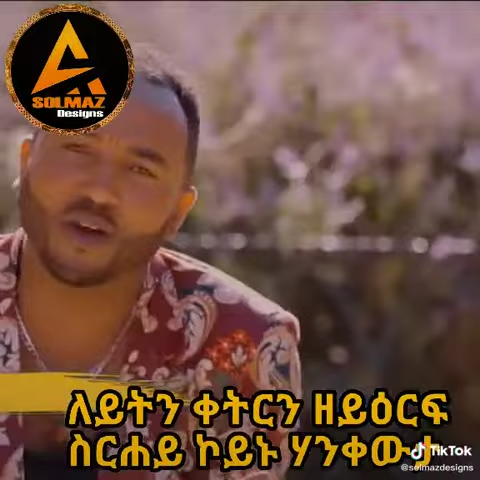 SOLMAZ
Designs
ለይትን ቀትርን ዘይዕርፍ
ስርሐይ ኮይኑ ሃንቀውታ
TikTok
@solmazdesigns